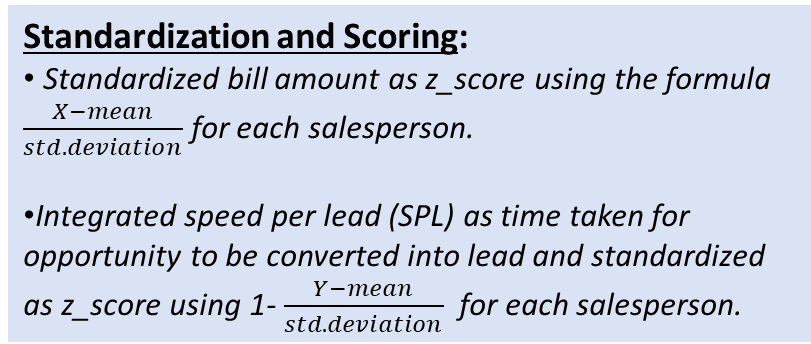 Standardization and Scoring:
• Standardized bill amount as z_score using the formula
X−mean
std.deviation for each salesperson.
•Integrated speed per lead (SPL) as time taken for
opportunity to be converted into lead and standardized
as z_score using 1- Y−mean
std.deviation for each salesperson.